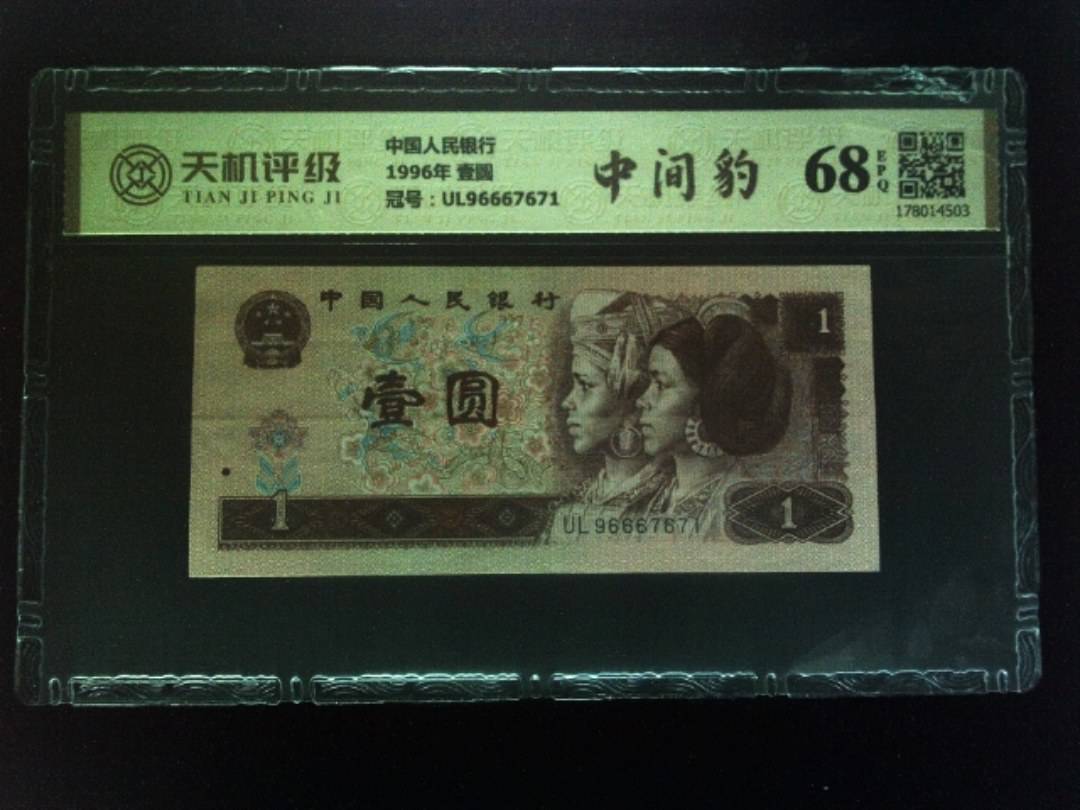 天机评级
TIAN JI PING JI
中国人民银行
1996年 壹圆
冠号：UL96667671
中间豹
68
EPQ
178014503
中国人民银行
1
壹圆
1
UL 96667671
1